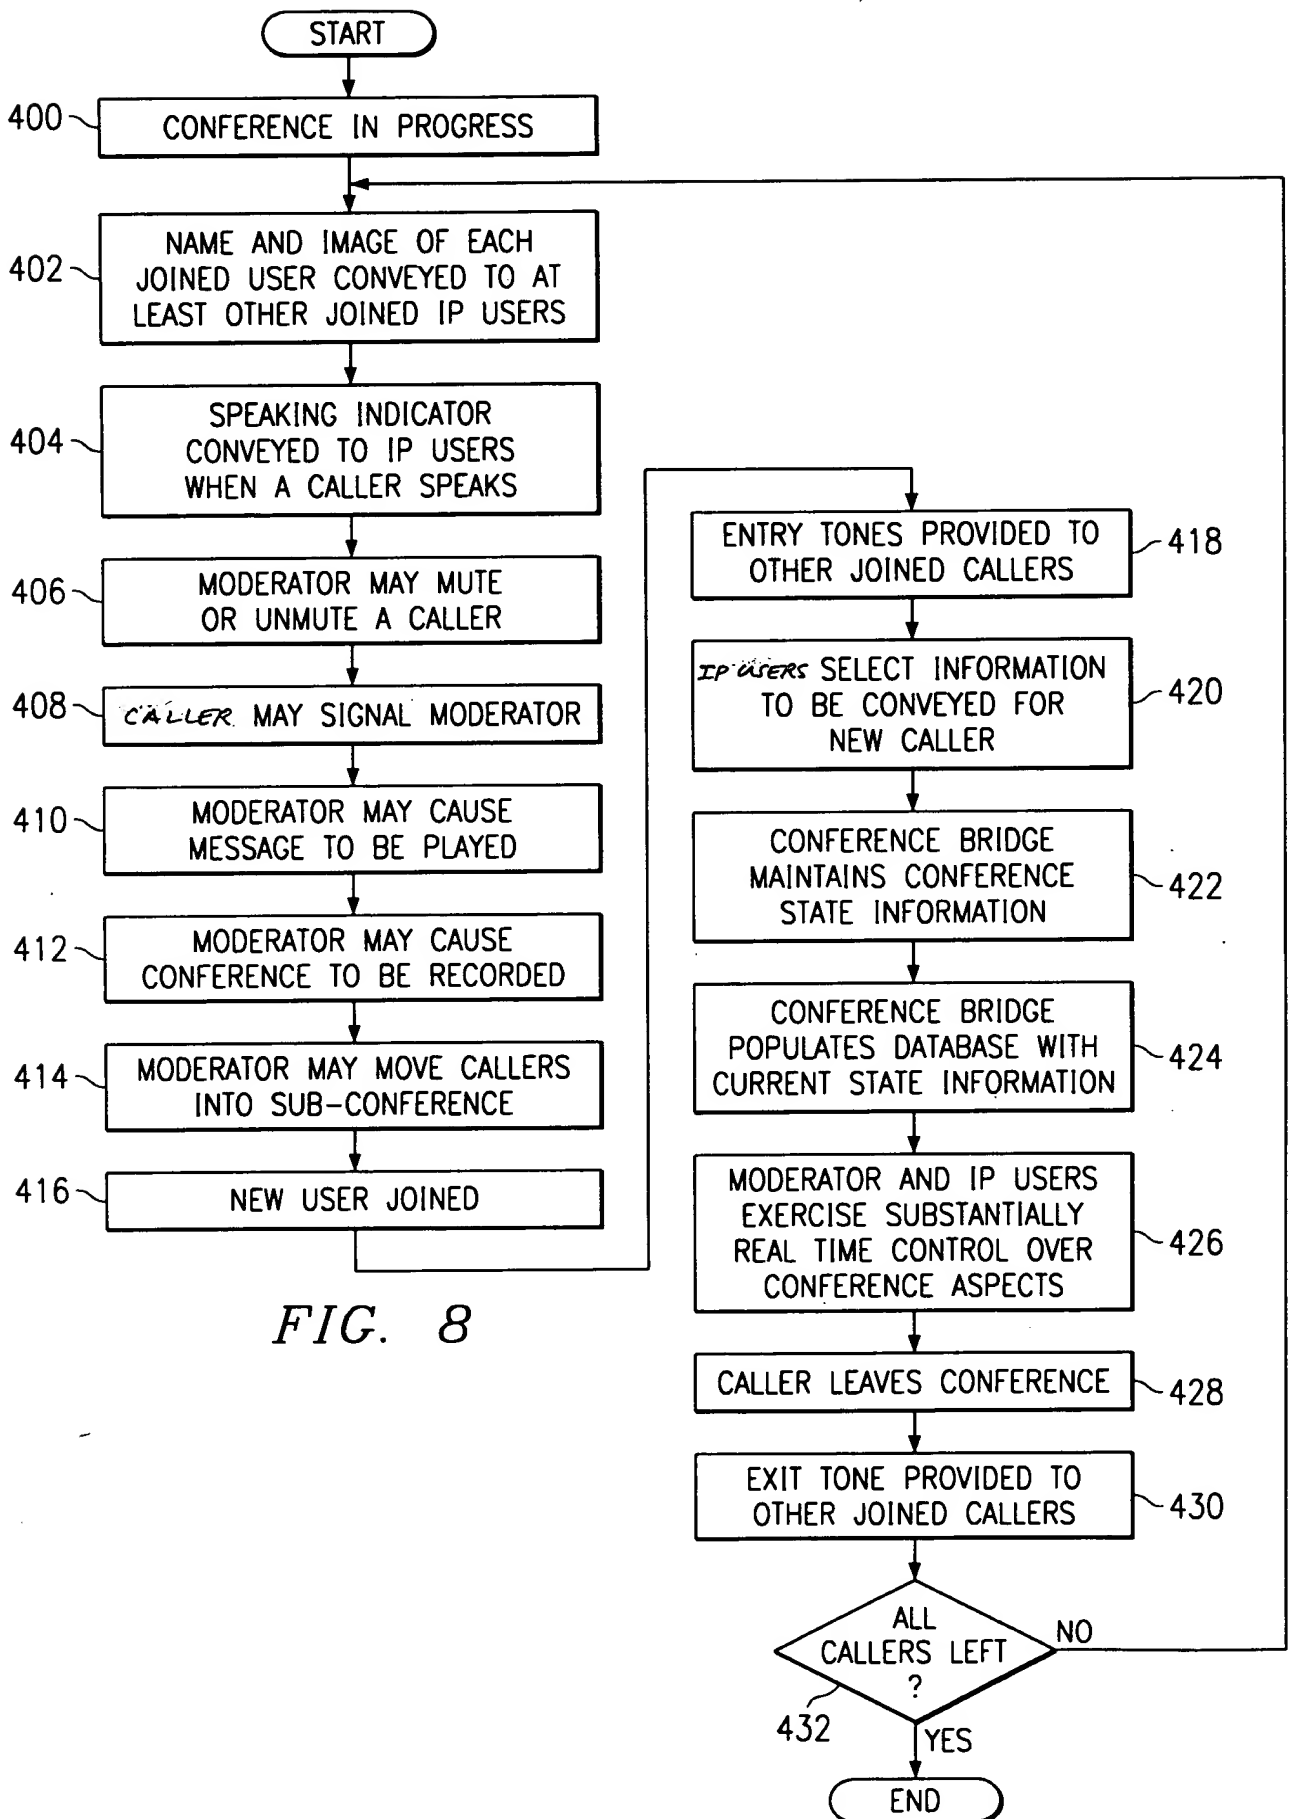 START
400
CONFERENCE IN PROGRESS
402
NAME AND IMAGE OF EACH
JOINED USER CONVEYED TO AT
LEAST OTHER JOINED IP USERS
404
SPEAKING INDICATOR
CONVEYED TO IP USERS
WHEN A CALLER SPEAKS
406
MODERATOR MAY MUTE
OR UNMUTE A CALLER
408
CALLER MAY SIGNAL MODERATOR
410
MODERATOR MAY CAUSE
MESSAGE TO BE PLAYED
412
MODERATOR MAY CAUSE
CONFERENCE TO BE RECORDED
414
MODERATOR MAY MOVE CALLERS
INTO SUB-CONFERENCE
416
NEW USER JOINED
FIG. 8
ENTRY TONES PROVIDED TO
OTHER JOINED CALLERS
418
IP USERS SELECT INFORMATION
TO BE CONVEYED FOR
NEW CALLER
420
CONFERENCE BRIDGE
MAINTAINS CONFERENCE
STATE INFORMATION
422
CONFERENCE BRIDGE
POPULATES DATABASE WITH
CURRENT STATE INFORMATION
424
MODERATOR AND IP USERS
EXERCISE SUBSTANTIALLY
REAL TIME CONTROL OVER
CONFERENCE ASPECTS
426
CALLER LEAVES CONFERENCE
428
EXIT TONE PROVIDED TO
OTHER JOINED CALLERS
430
ALL
CALLERS LEFT
?
NO
432
YES
END